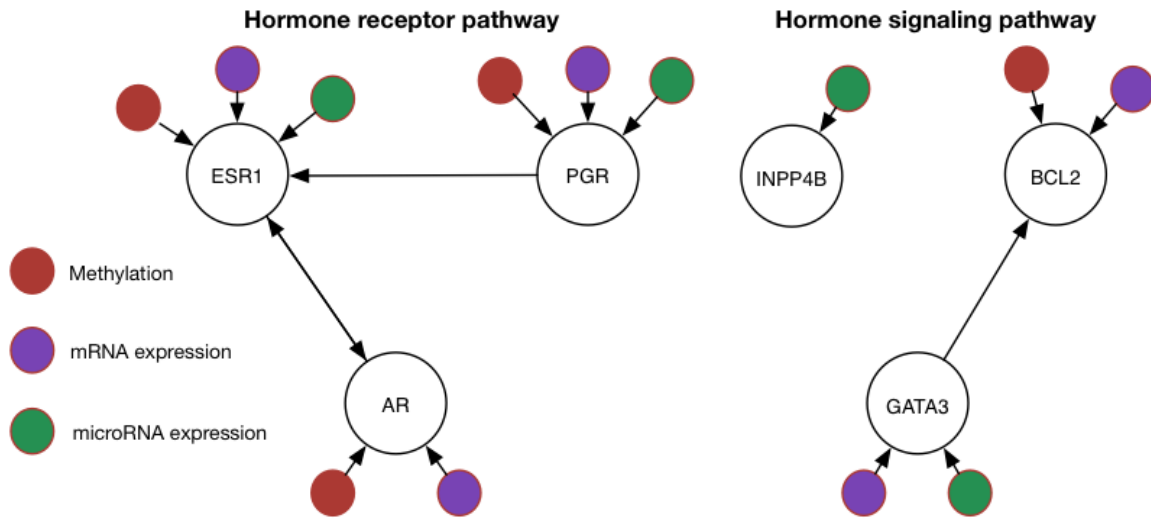 Hormone receptor pathway
Hormone signaling pathway
ESR1
PGR
INPP4B
BCL2
Methylation
mRNA expression
microRNA expression
AR
GATA3